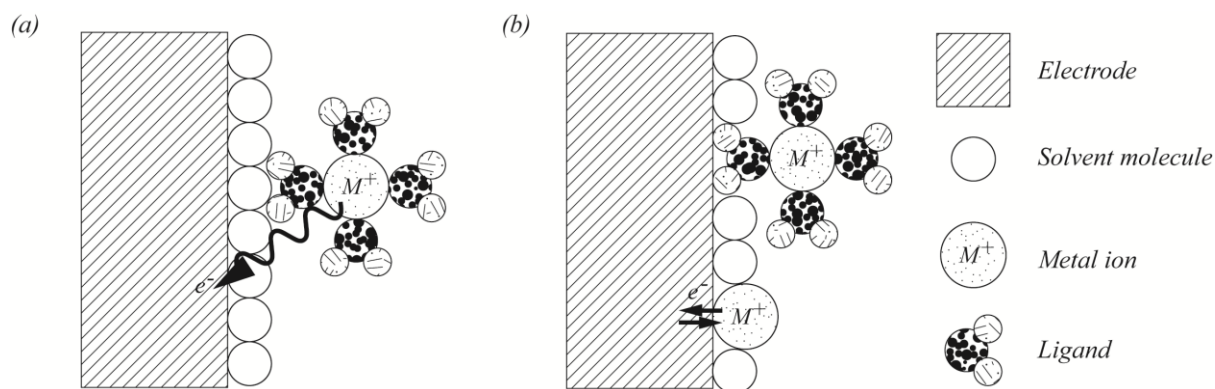 (a)
M⁺
e⁻
(b)
M⁺
e⁻
M⁺
Electrode
Solvent molecule
M⁺
Metal ion
Ligand